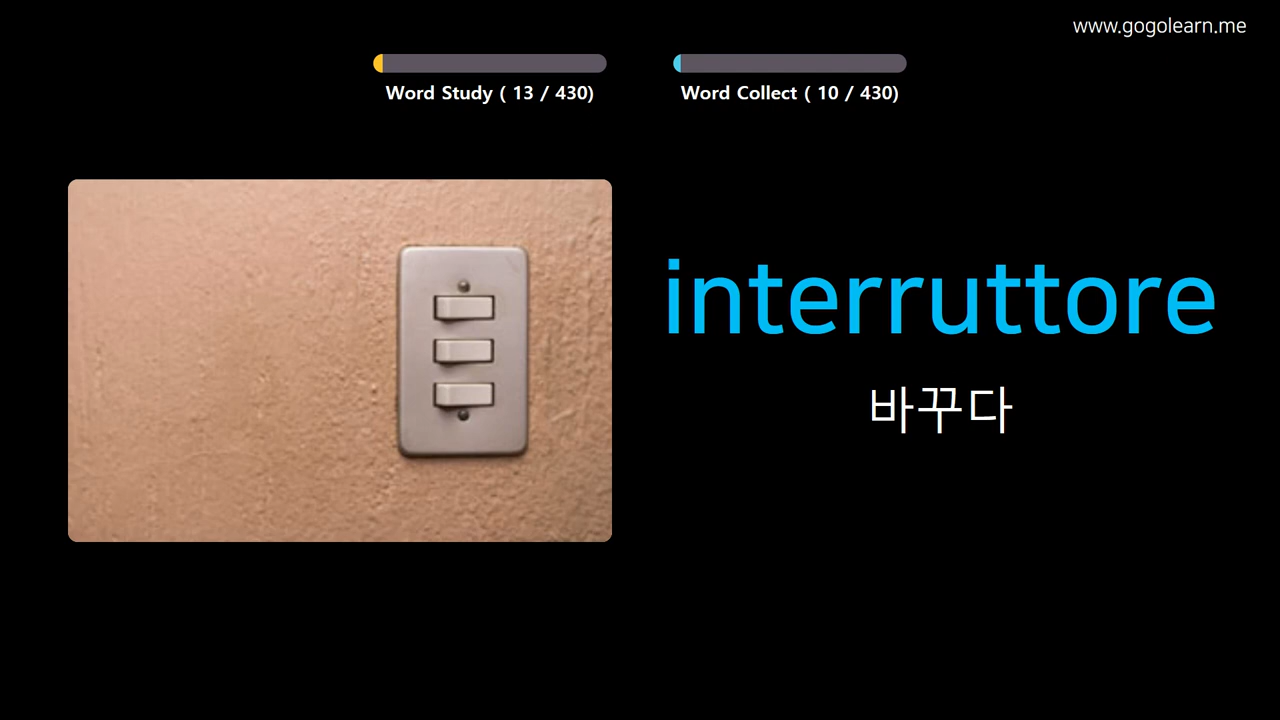 www.gogolearn.me
Word Study ( 13 / 430)
Word Collect ( 10 / 430)
interruttore
바꾸다